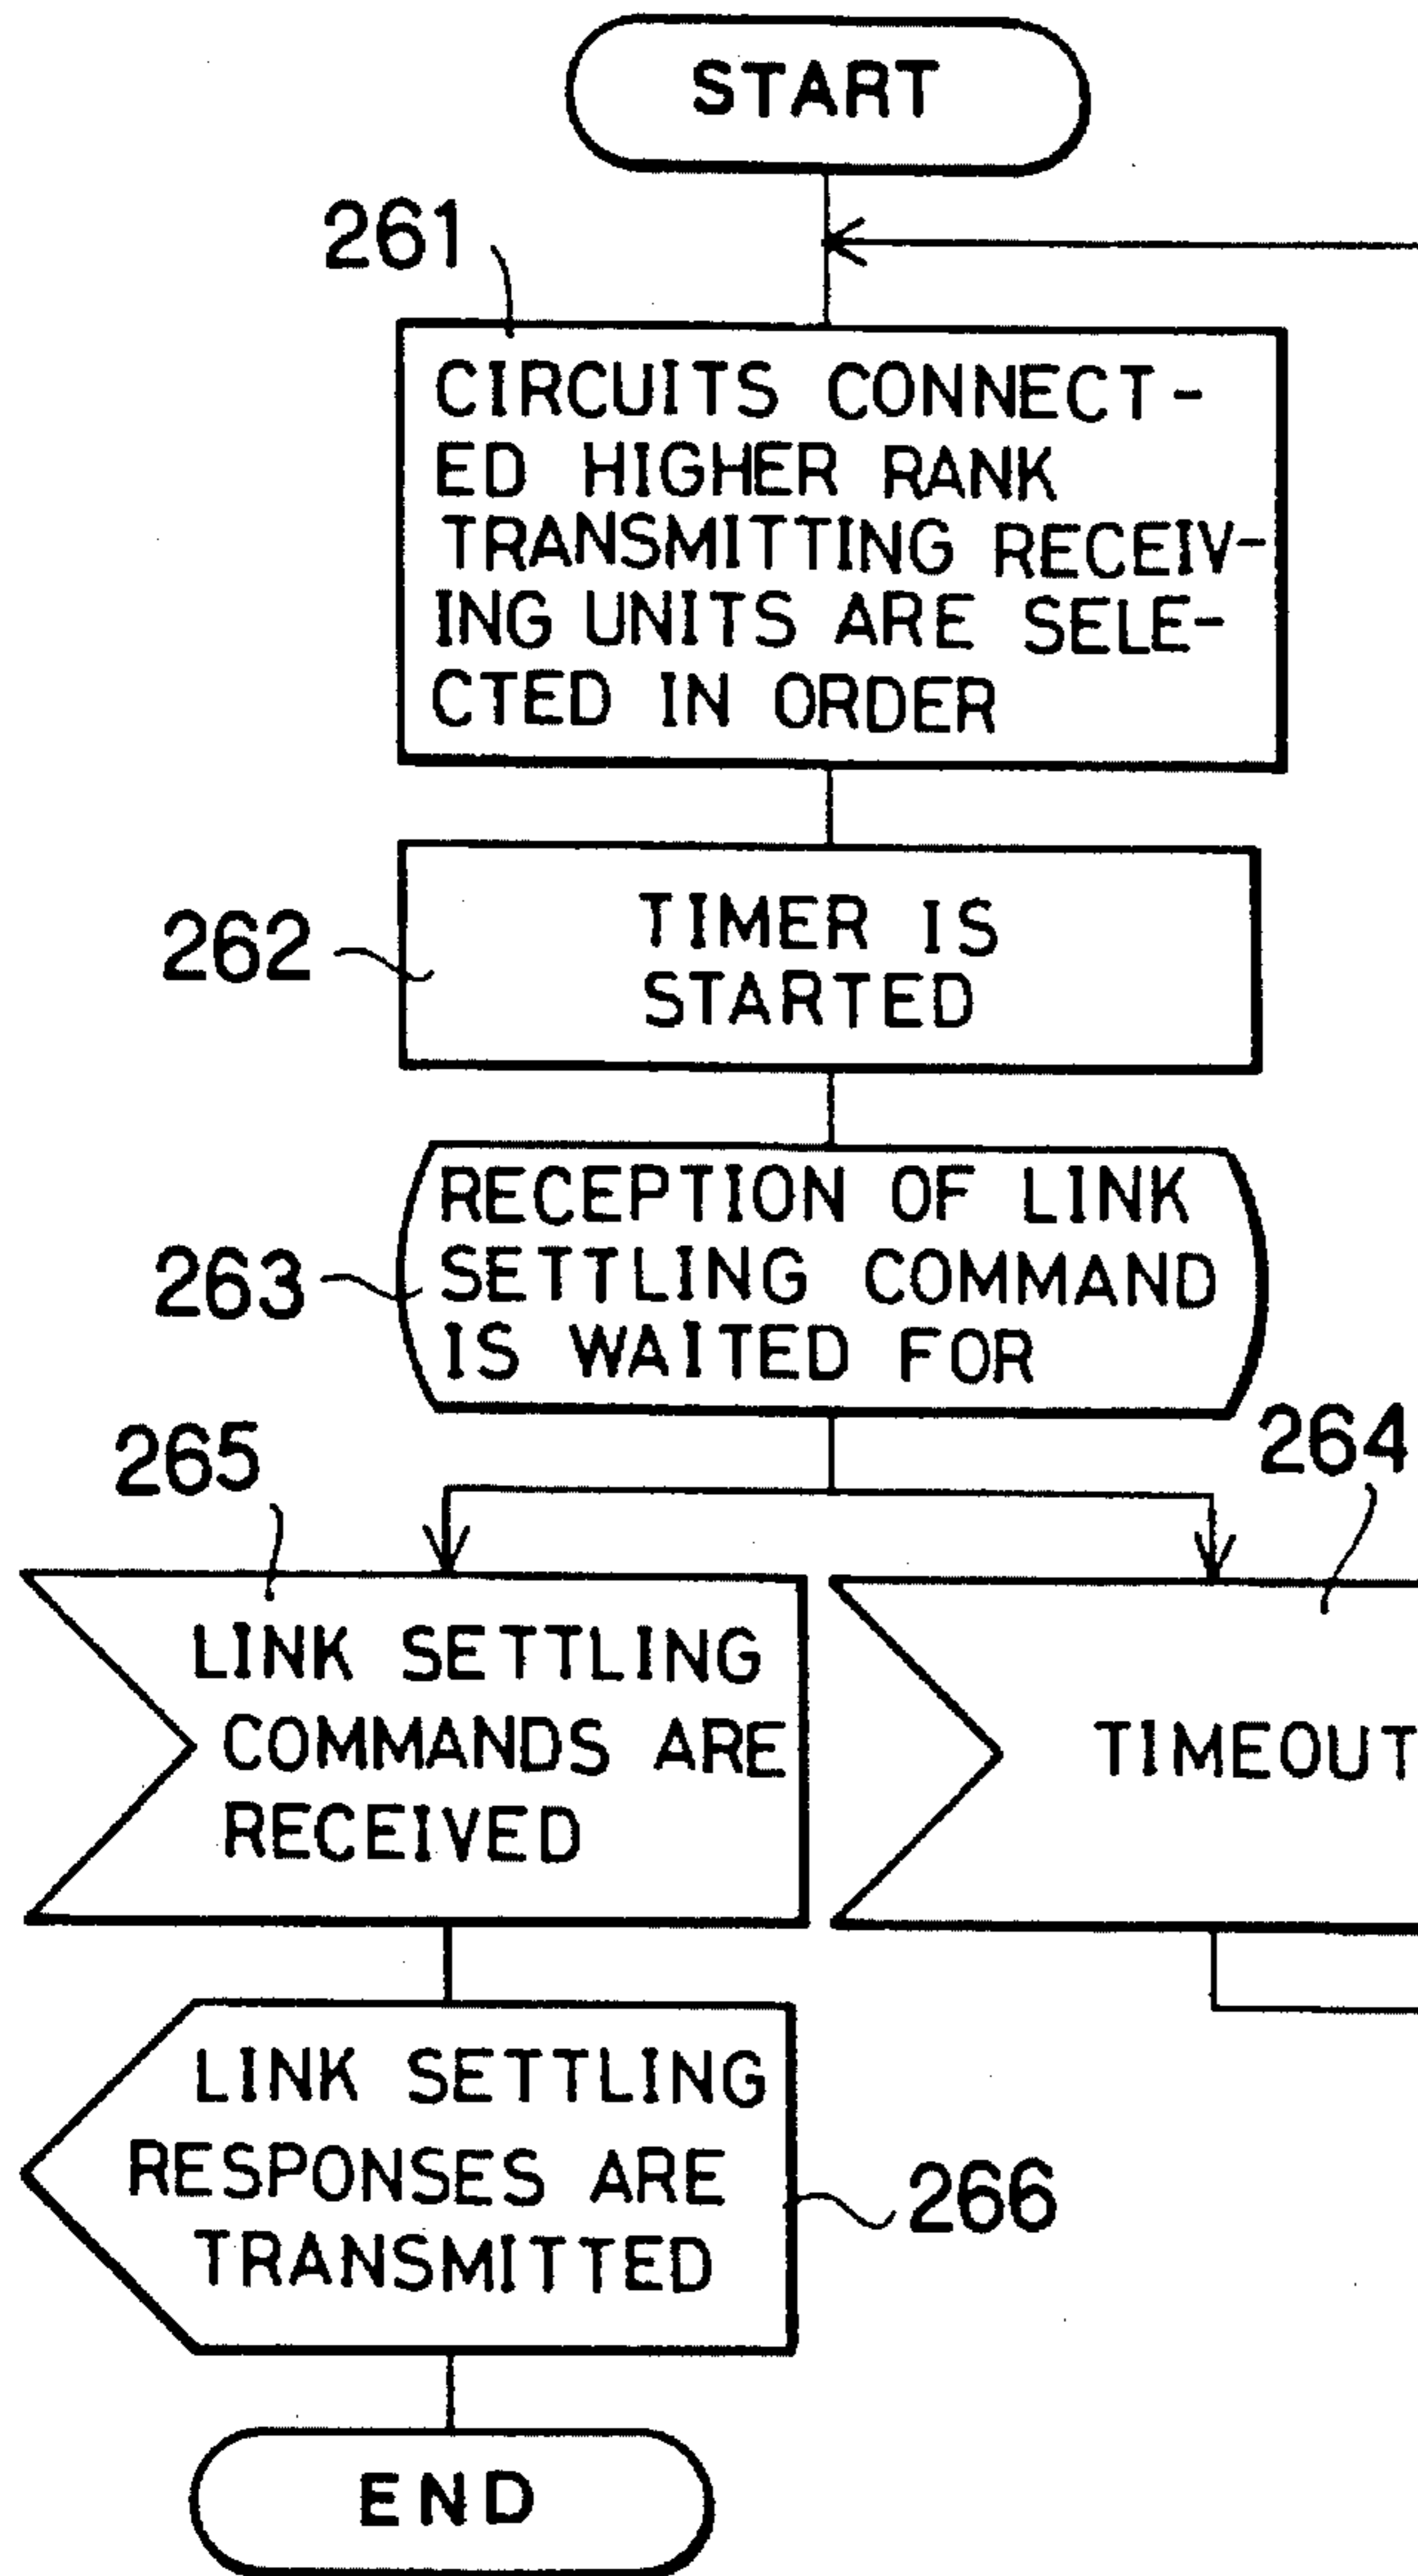 START
261
CIRCUITS CONNECT-
ED HIGHER RANK
TRANSMITTING RECEIV-
ING UNITS ARE SELE-
CTED IN ORDER
262
TIMER IS
STARTED
263
RECEPTION OF LINK
SETTLING COMMAND
IS WAITED FOR
265
264
LINK SETTLING
COMMANDS ARE
RECEIVED
TIMEOUT
LINK SETTLING
RESPONSES ARE
TRANSMITTED
266
END